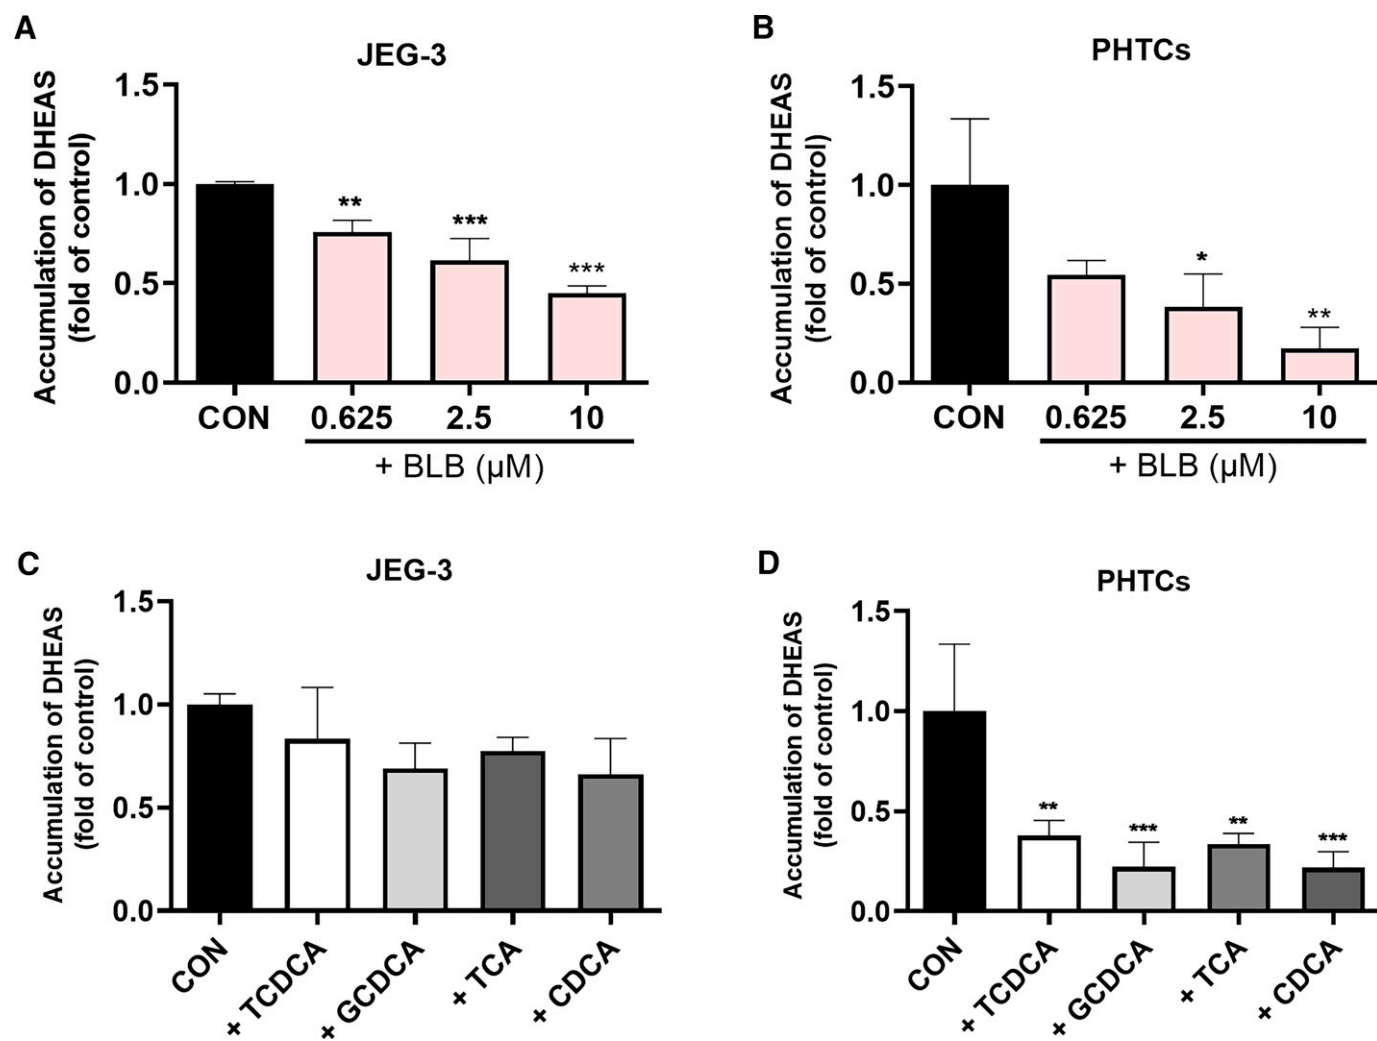 A
JEG-3
Accumulation of DHEAS
(fold of control)
1.5
1.0
0.5
0.0
**
***
***
CON
0.625
2.5
10
+ BLB (μM)
B
PHTCs
Accumulation of DHEAS
(fold of control)
1.5
1.0
0.5
0.0
*
**
CON
0.625
2.5
10
+ BLB (μM)
C
JEG-3
Accumulation of DHEAS
(fold of control)
1.5
1.0
0.5
0.0
CON
+ TCDCA
+ GCDCA
+ TCA
+ CDCA
D
PHTCs
Accumulation of DHEAS
(fold of control)
1.5
1.0
0.5
0.0
**
***
**
***
CON
+ TCDCA
+ GCDCA
+ TCA
+ CDCA